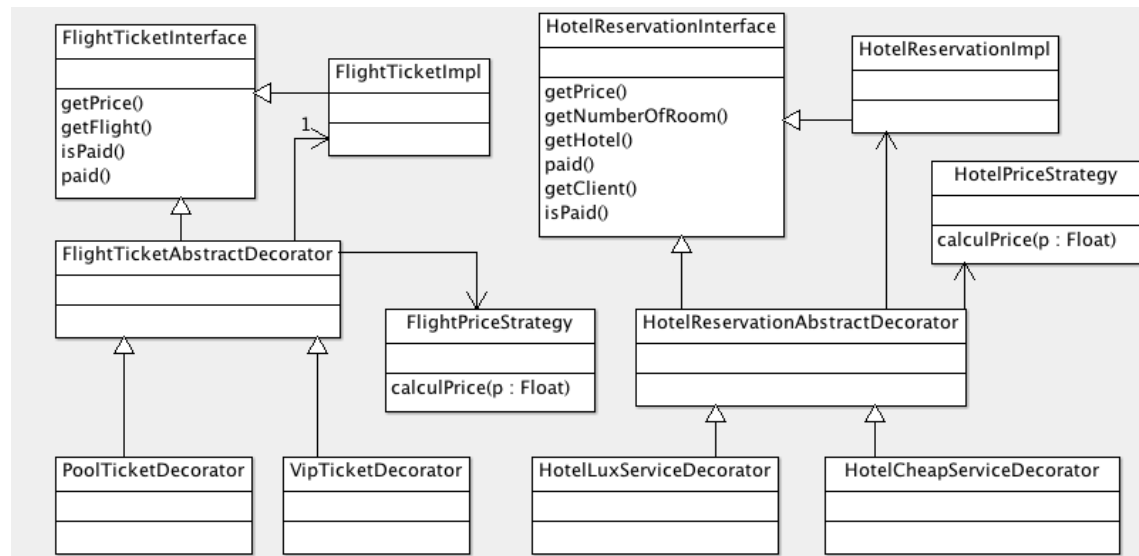 FlightTicketInterface
getPrice()
getFlight()
isPaid()
paid()
FlightTicketImpl
1
FlightTicketAbstractDecorator
FlightPriceStrategy
calculPrice(p : Float)
PoolTicketDecorator
VipTicketDecorator
HotelReservationInterface
getPrice()
getNumberOfRoom()
getHotel()
paid()
getClient()
isPaid()
HotelReservationImpl
HotelPriceStrategy
calculPrice(p : Float)
HotelReservationAbstractDecorator
HotelLuxServiceDecorator
HotelCheapServiceDecorator